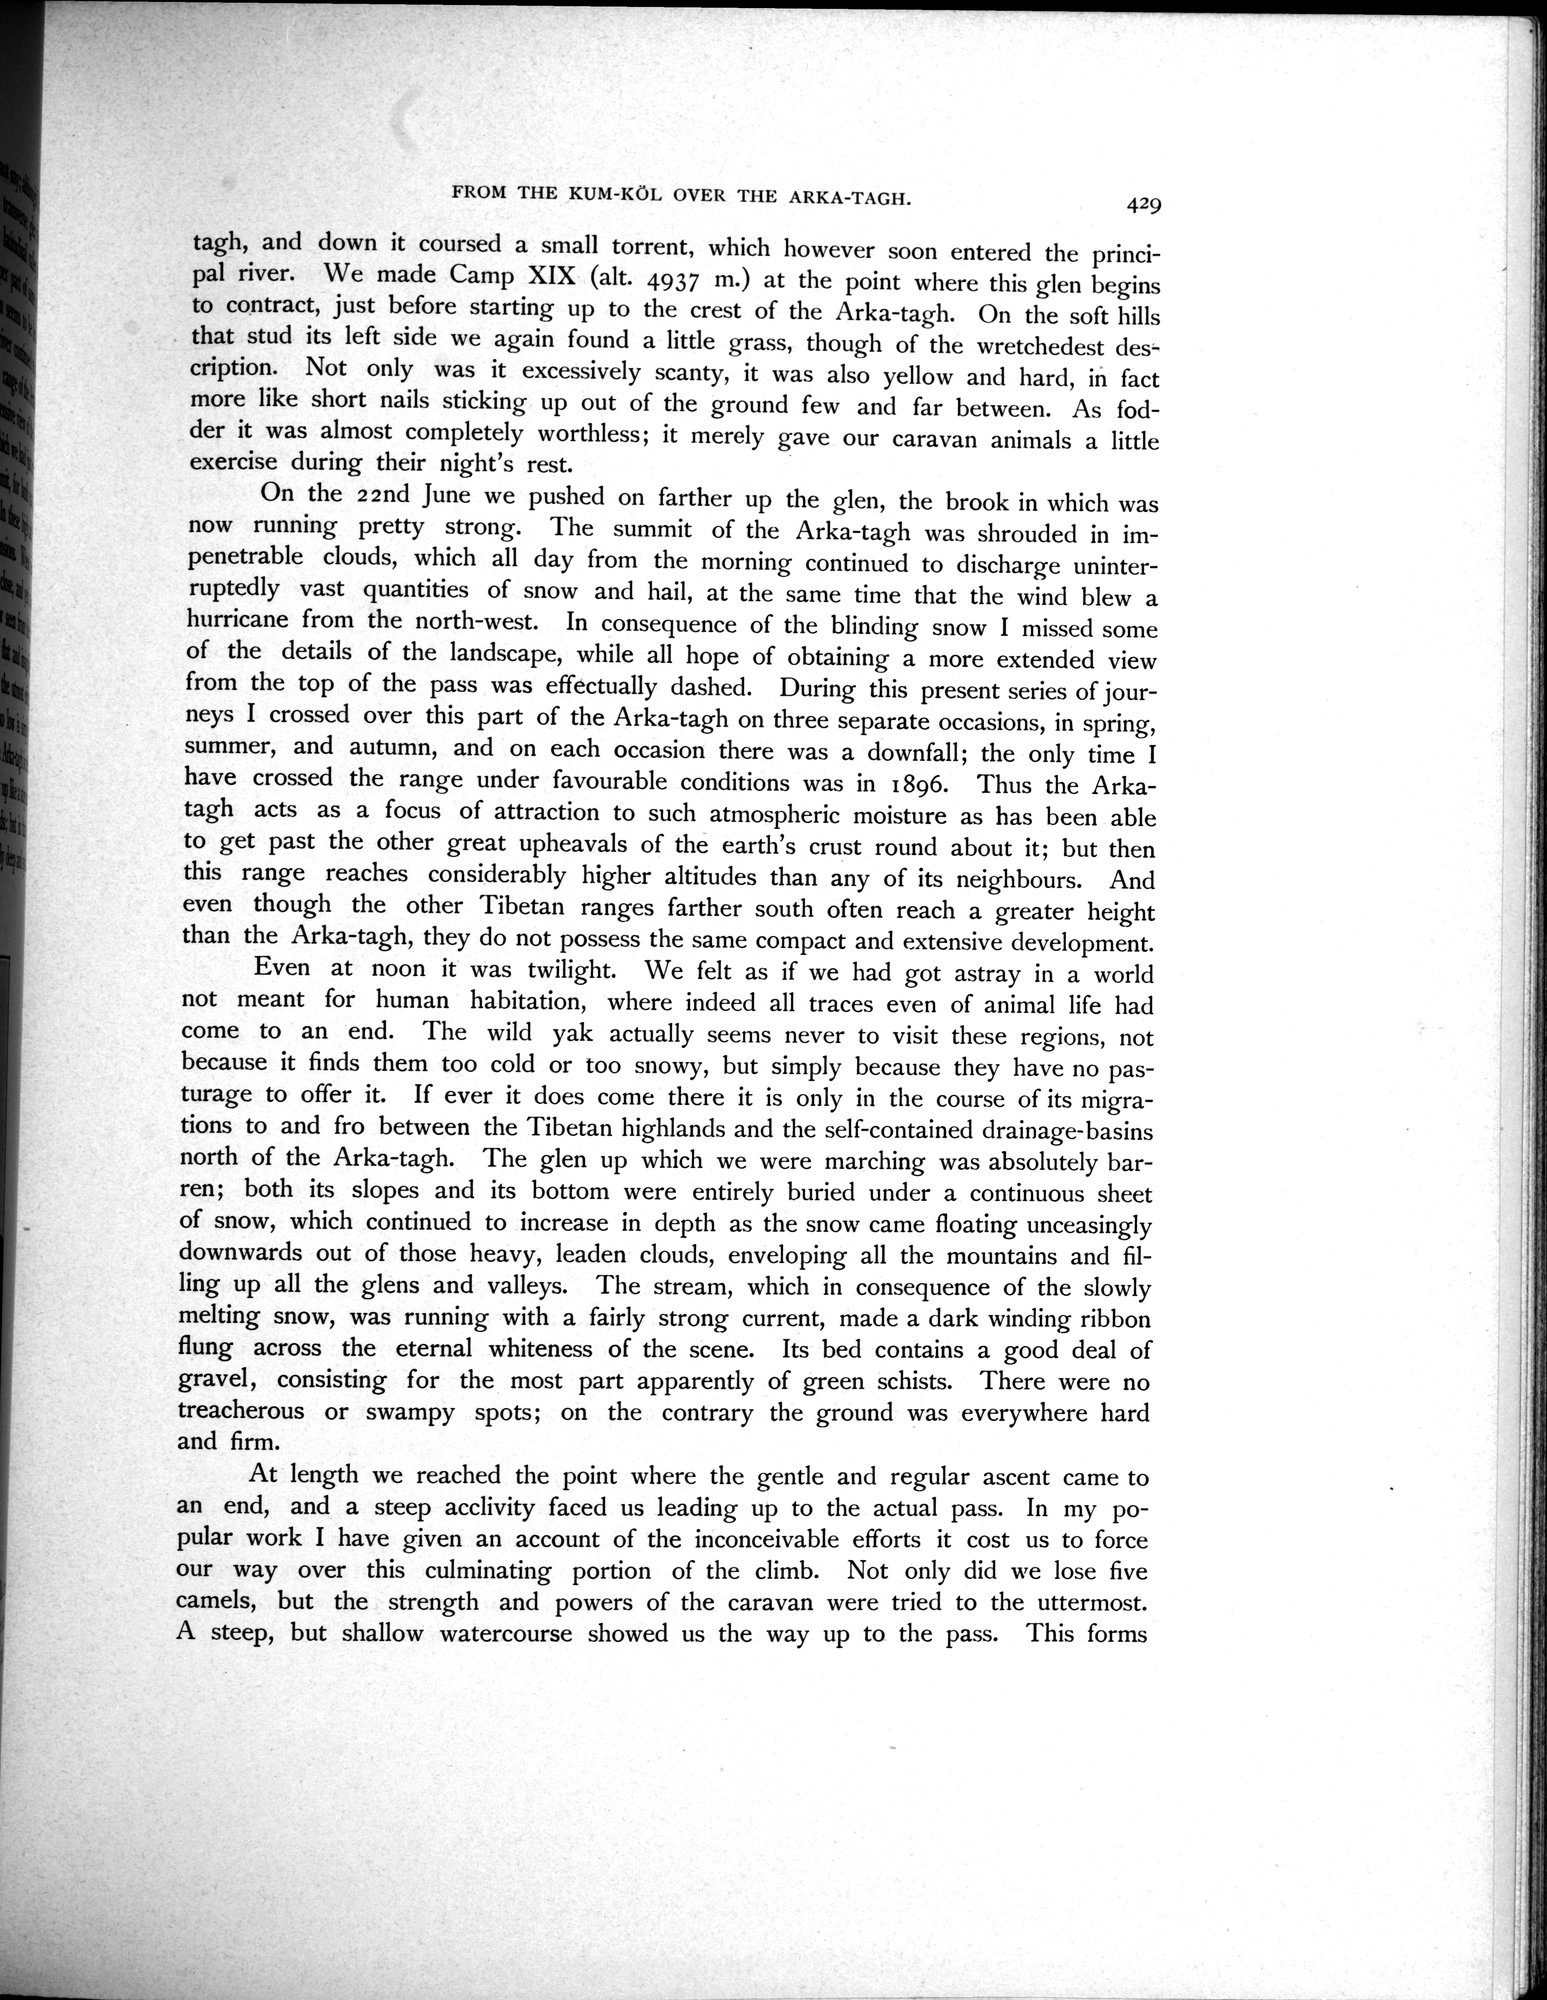 FROM THE KUM-KÖL OVER THE ARKA-TAGH.
429
tagh, and down it coursed a small torrent, which however soon entered the princi-
pal river. We made Camp XIX (alt. 4937 m.) at the point where this glen begins
to contract, just before starting up to the crest of the Arka-tagh. On the soft hills
that stud its left side we again found a little grass, though of the wretchedest des-
cription. Not only was it excessively scanty, it was also yellow and hard, in fact
more like short nails sticking up out of the ground few and far between. As fod-
der it was almost completely worthless; it merely gave our caravan animals a little
exercise during their night's rest.
On the 22nd June we pushed on farther up the glen, the brook in which was
now running pretty strong. The summit of the Arka-tagh was shrouded in im-
penetrable clouds, which all day from the morning continued to discharge uninter-
ruptedly vast quantities of snow and hail, at the same time that the wind blew a
hurricane from the north-west. In consequence of the blinding snow I missed some
of the details of the landscape, while all hope of obtaining a more extended view
from the top of the pass was effectually dashed. During this present series of jour-
neys I crossed over this part of the Arka-tagh on three separate occasions, in spring,
summer, and autumn, and on each occasion there was a downfall; the only time I
have crossed the range under favourable conditions was in 1896. Thus the Arka-
tagh acts as a focus of attraction to such atmospheric moisture as has been able
to get past the other great upheavals of the earth's crust round about it; but then
this range reaches considerably higher altitudes than any of its neighbours. And
even though the other Tibetan ranges farther south often reach a greater height
than the Arka-tagh, they do not possess the same compact and extensive development.
Even at noon it was twilight. We felt as if we had got astray in a world
not meant for human habitation, where indeed all traces even of animal life had
come to an end. The wild yak actually seems never to visit these regions, not
because it finds them too cold or too snowy, but simply because they have no pas-
turage to offer it. If ever it does come there it is only in the course of its migra-
tions to and fro between the Tibetan highlands and the self-contained drainage-basins
north of the Arka-tagh. The glen up which we were marching was absolutely bar-
ren; both its slopes and its bottom were entirely buried under a continuous sheet
of snow, which continued to increase in depth as the snow came floating unceasingly
downwards out of those heavy, leaden clouds, enveloping all the mountains and fil-
ling up all the glens and valleys. The stream, which in consequence of the slowly
melting snow, was running with a fairly strong current, made a dark winding ribbon
flung across the eternal whiteness of the scene. Its bed contains a good deal of
gravel, consisting for the most part apparently of green schists. There were no
treacherous or swampy spots; on the contrary the ground was everywhere hard
and firm.
At length we reached the point where the gentle and regular ascent came to
an end, and a steep acclivity faced us leading up to the actual pass. In my po-
pular work I have given an account of the inconceivable efforts it cost us to force
our way over this culminating portion of the climb. Not only did we lose five
camels, but the strength and powers of the caravan were tried to the uttermost.
A steep, but shallow watercourse showed us the way up to the pass. This forms